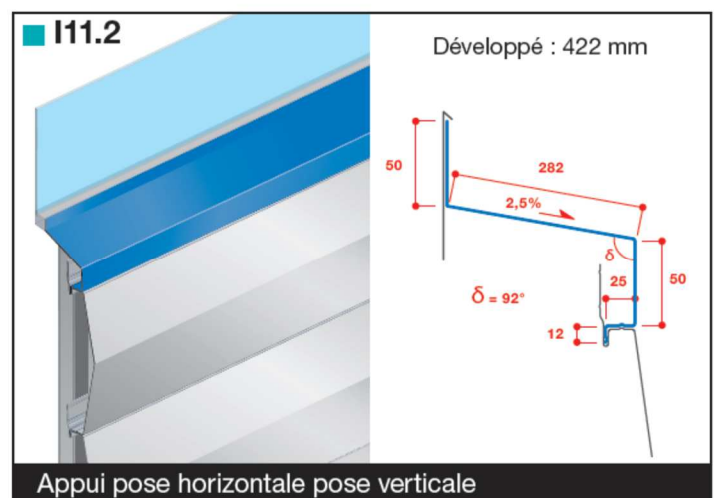 I11.2
Développé : 422 mm
50
282
2,5%
δ
25
50
δ = 92°
12
Appui pose horizontale pose verticale